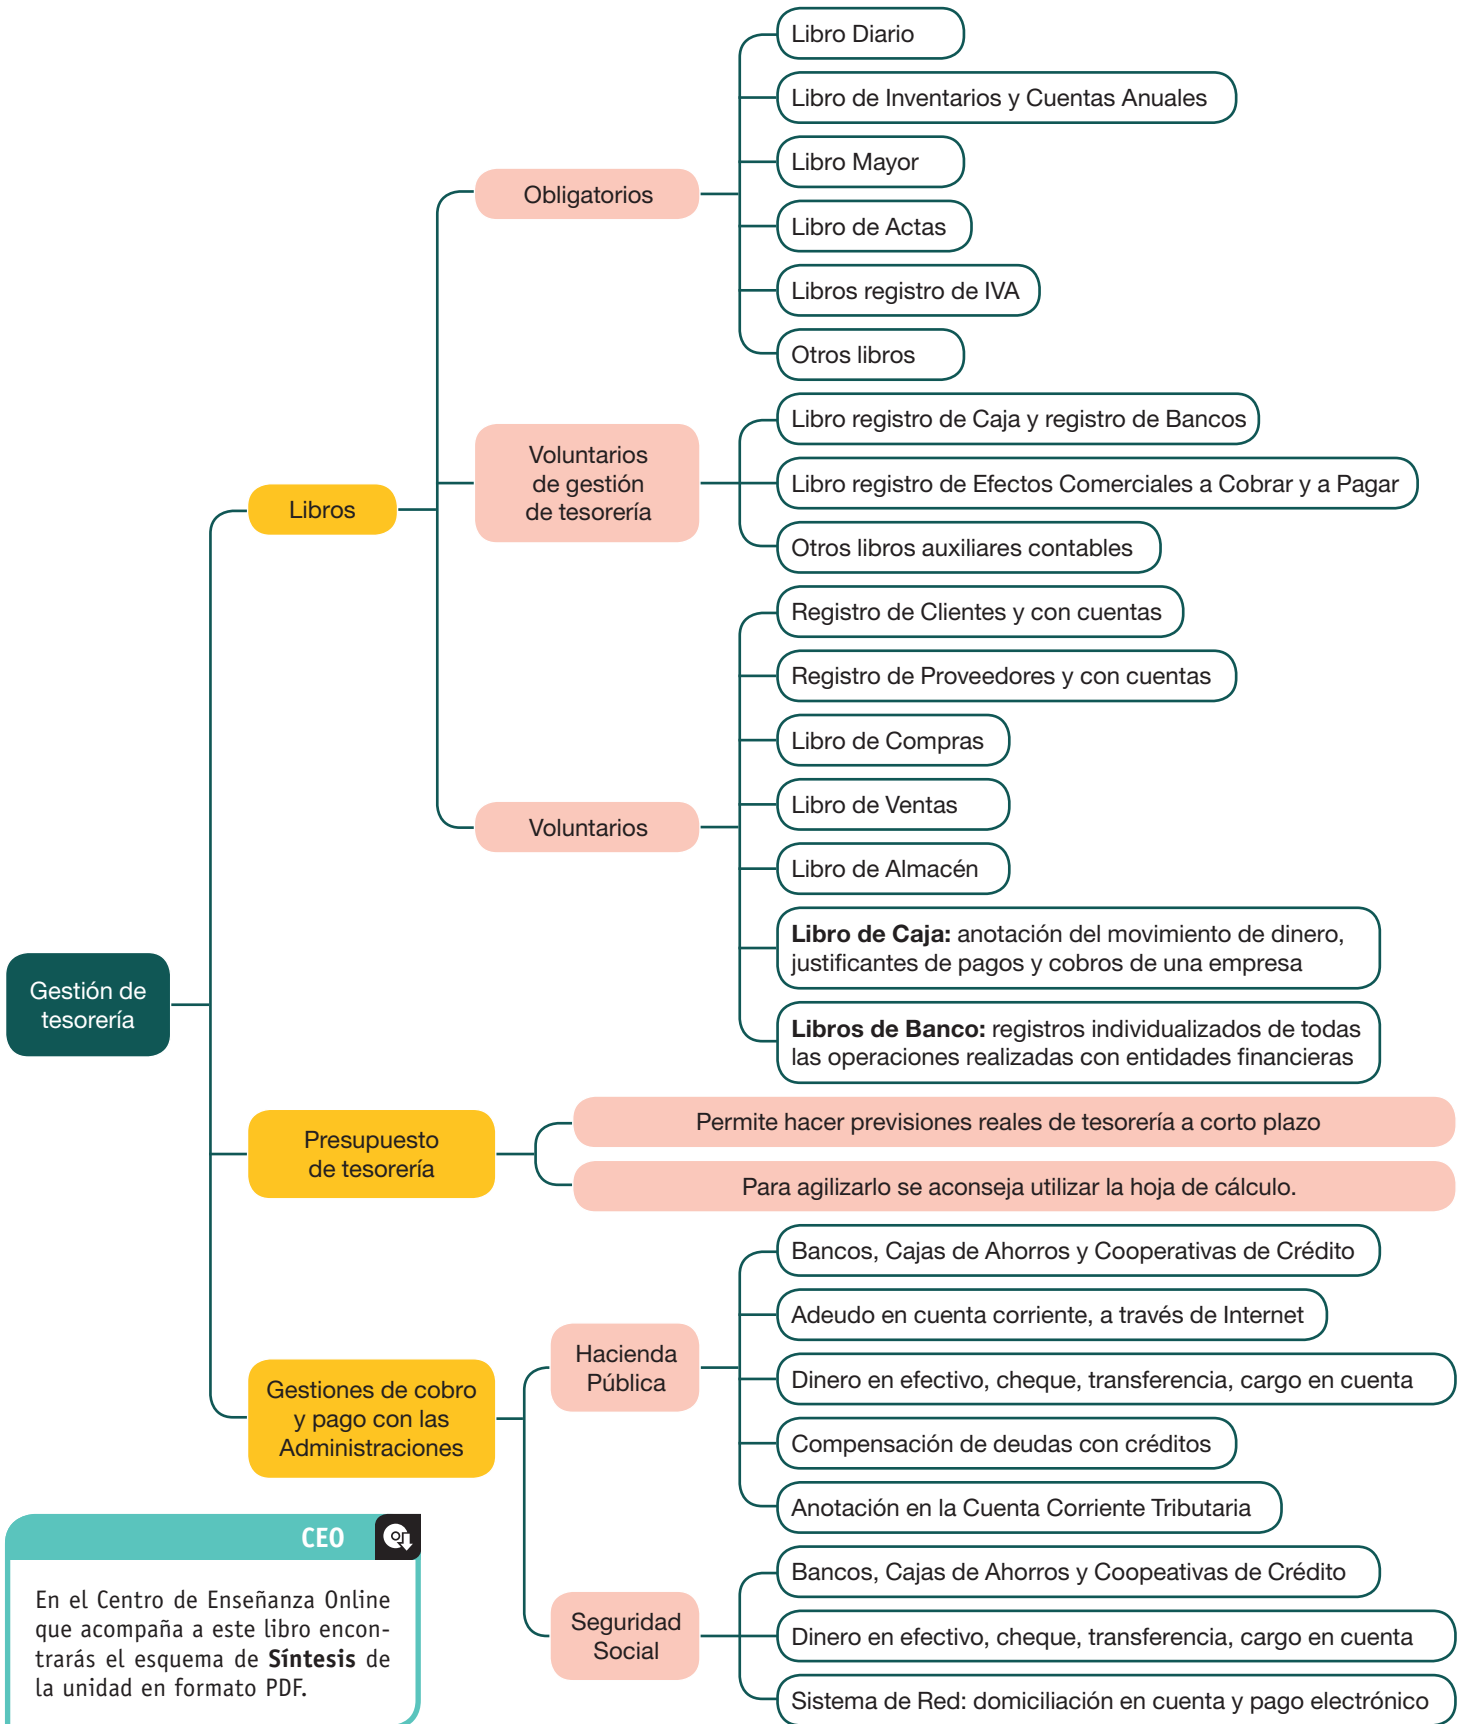 Gestión de
tesorería
Libros
Obligatorios
Libro Diario
Libro de Inventarios y Cuentas Anuales
Libro Mayor
Libro de Actas
Libros registro de IVA
Otros libros
Voluntarios
de gestión
de tesorería
Libro registro de Caja y registro de Bancos
Libro registro de Efectos Comerciales a Cobrar y a Pagar
Otros libros auxiliares contables
Voluntarios
Registro de Clientes y con cuentas
Registro de Proveedores y con cuentas
Libro de Compras
Libro de Ventas
Libro de Almacén
Libro de Caja: anotación del movimiento de dinero,
justificantes de pagos y cobros de una empresa
Libros de Banco: registros individualizados de todas
las operaciones realizadas con entidades financieras
Presupuesto
de tesorería
Permite hacer previsiones reales de tesorería a corto plazo
Para agilizarlo se aconseja utilizar la hoja de cálculo.
Gestiones de cobro
y pago con las
Administraciones
Hacienda
Pública
Bancos, Cajas de Ahorros y Cooperativas de Crédito
Adeudo en cuenta corriente, a través de Internet
Dinero en efectivo, cheque, transferencia, cargo en cuenta
Compensación de deudas con créditos
Anotación en la Cuenta Corriente Tributaria
Seguridad
Social
Bancos, Cajas de Ahorros y Coopeativas de Crédito
Dinero en efectivo, cheque, transferencia, cargo en cuenta
Sistema de Red: domiciliación en cuenta y pago electrónico
CEO
En el Centro de Enseñanza Online
que acompaña a este libro encon-
trarás el esquema de Síntesis de
la unidad en formato PDF.